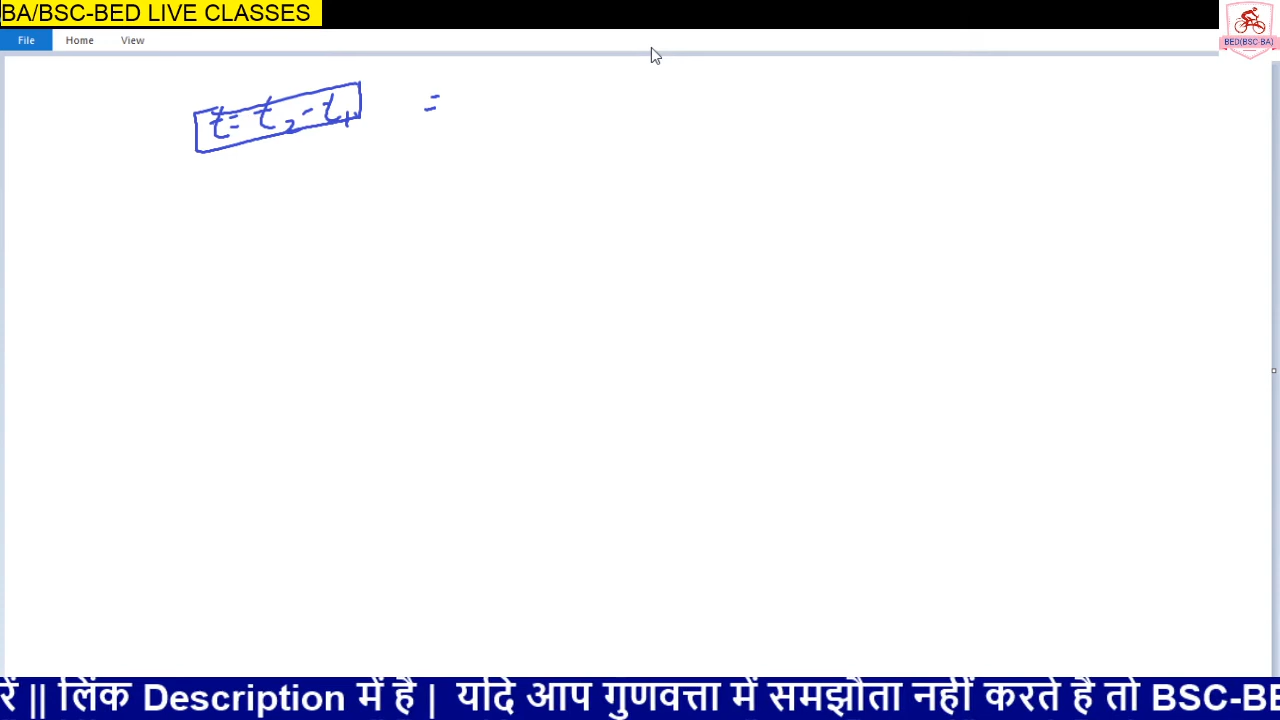 BA/BSC-BED LIVE CLASSES
BED(BSC BA)
File Home View
t = t₂ - t₁ =
रें || लिंक Description में है | यदि आप गुणवत्ता में समझौता नहीं करते है तो BSC-BE